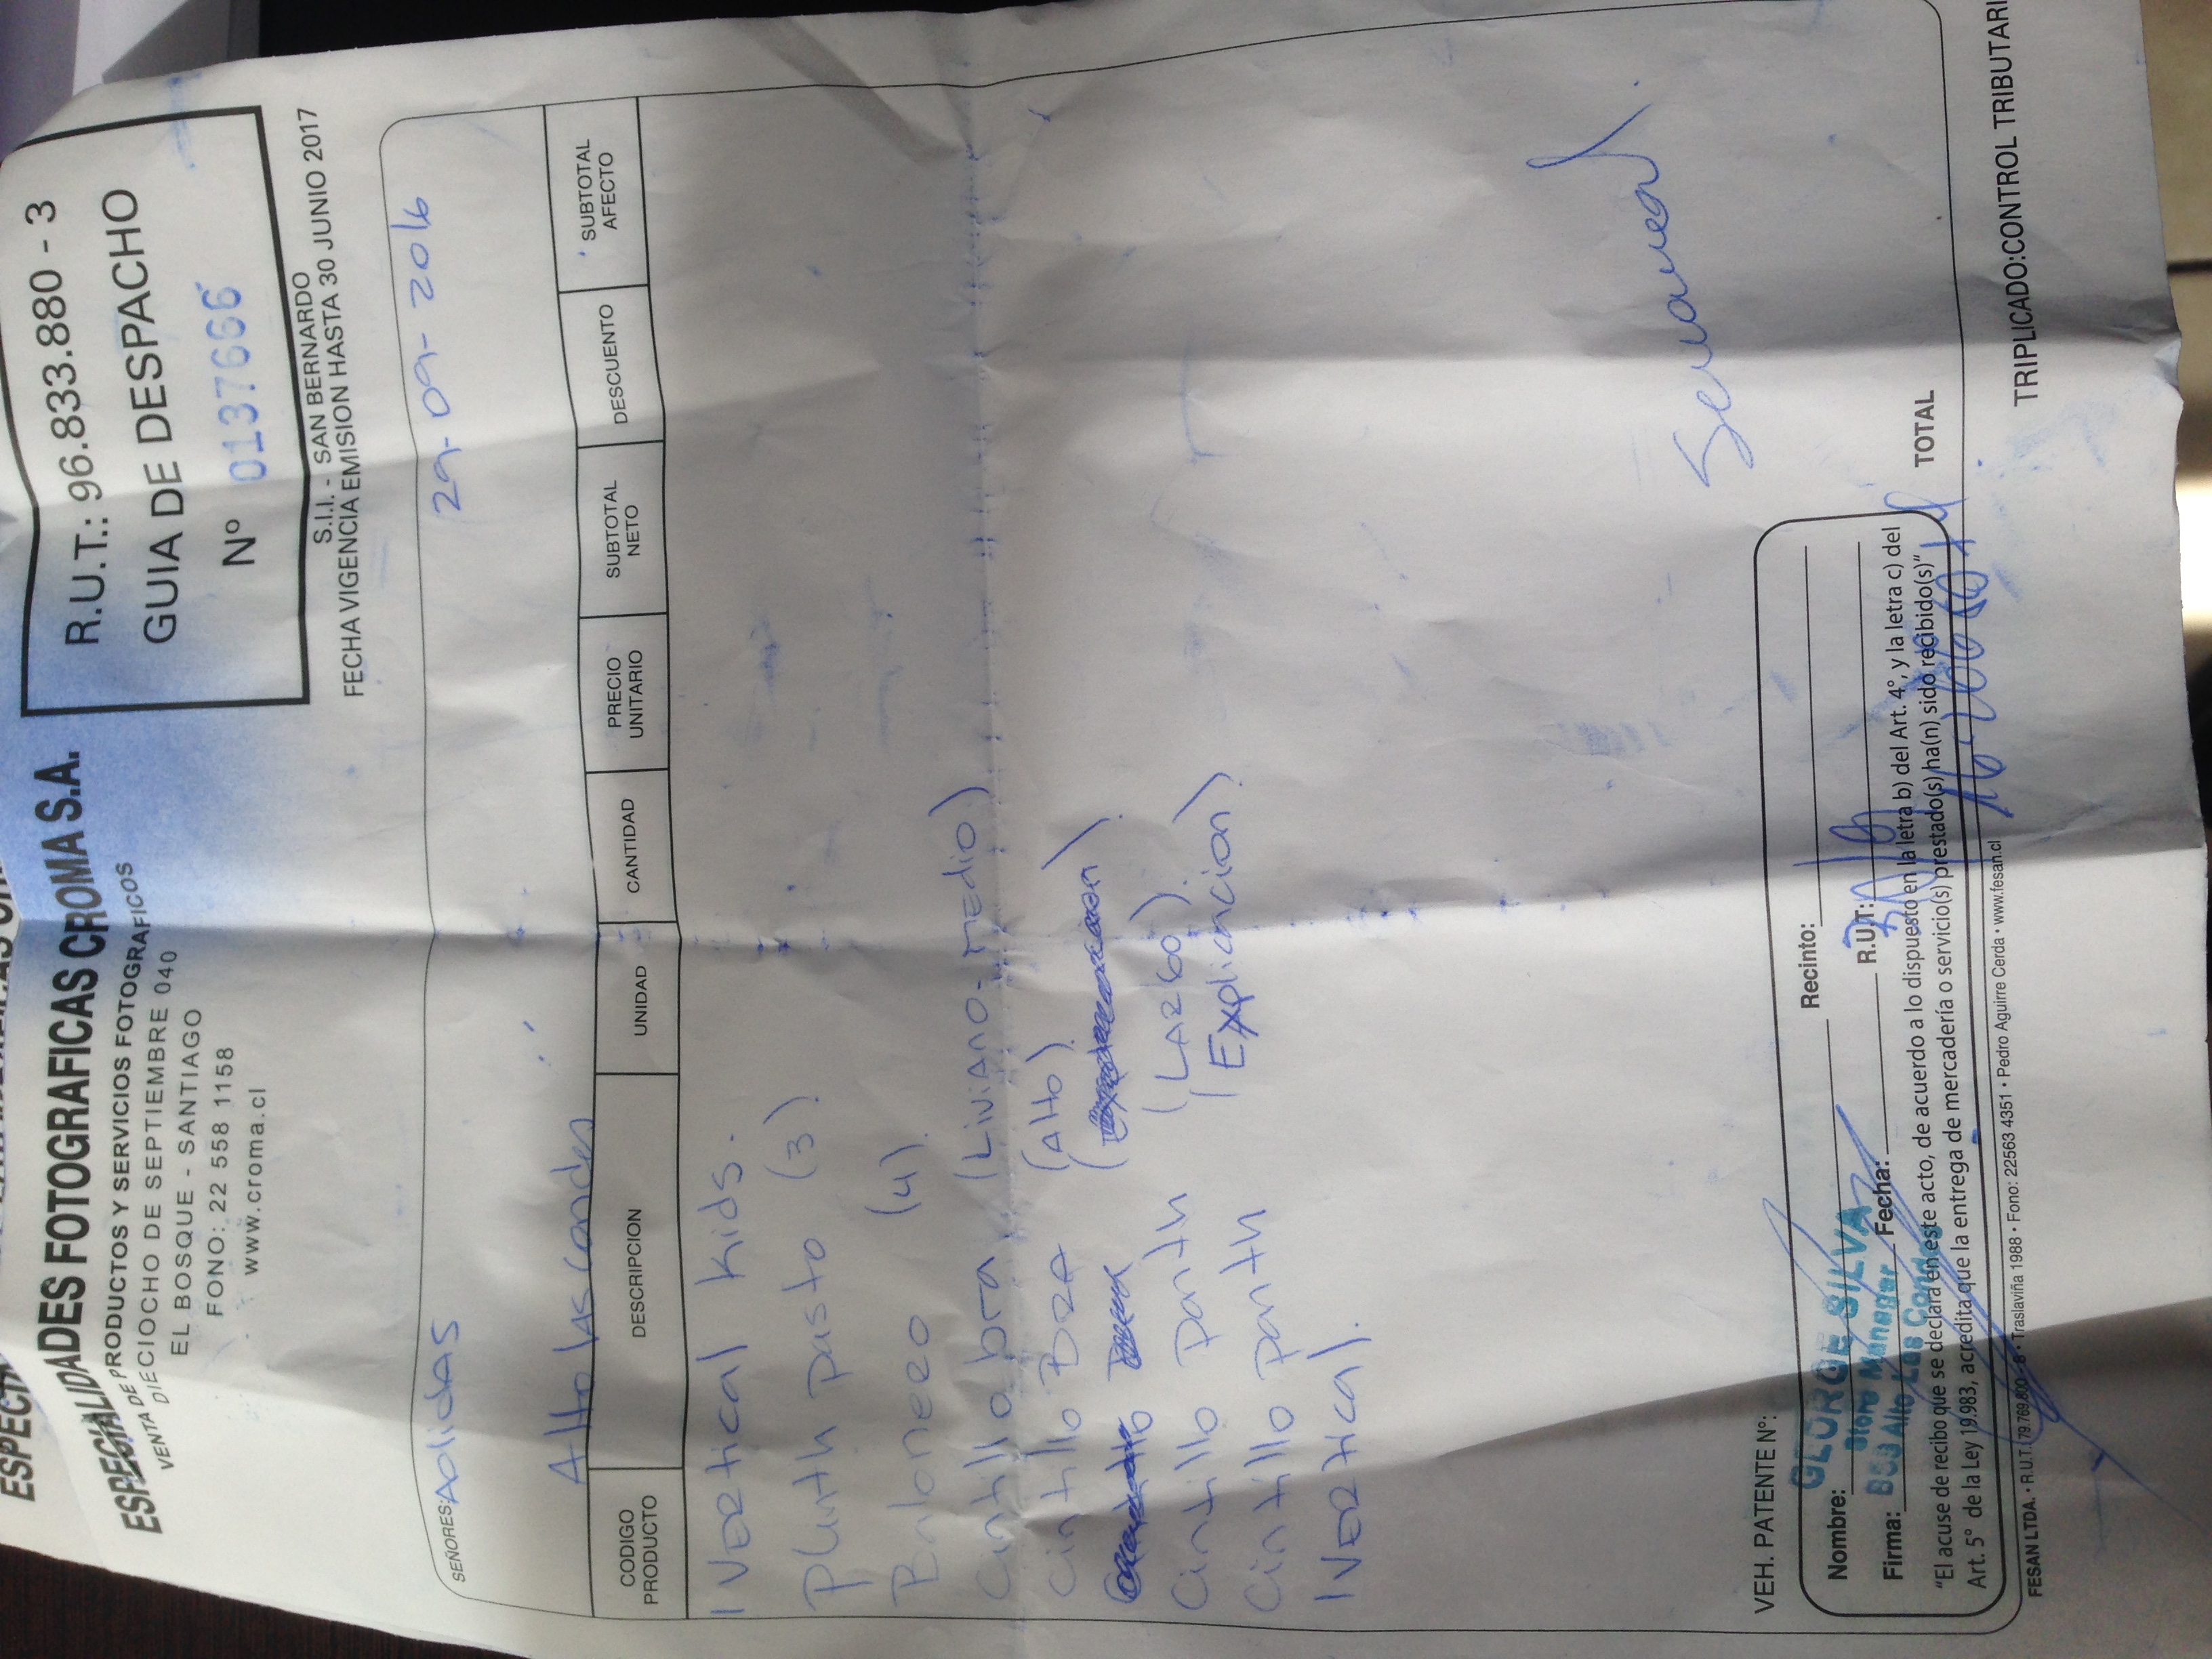 ESPECIALIDADES FOTOGRAFICAS CROMA S.A.
VENTA DE PRODUCTOS Y SERVICIOS FOTOGRAFICOS
DIECIOCHO DE SEPTIEMBRE 040
EL BOSQUE - SANTIAGO
FONO: 22 558 1158
www.croma.cl
R.U.T.: 96.833.880 - 3
GUIA DE DESPACHO
Nº 0137666
S.I.I. - SAN BERNARDO
FECHA VIGENCIA EMISION HASTA 30 JUNIO 2017
SEÑORES: Adidas 29-09-2016
Alto Las Condes
CODIGO PRODUCTO DESCRIPCION UNIDAD CANTIDAD PRECIO UNITARIO SUBTOTAL NETO DESCUENTO SUBTOTAL AFECTO
1 Vertical Kids.
Plinth pasto (3).
Balonero (4).
Cintillo bra (Liviano-Medio)
Cintillo Bra (Alto).
Cintillo panth (Largo).
Cintillo panth (Explicacion)
1 Vertical.
VEH. PATENTE Nº:
GEORGE SILVA
Store Manager
Alto Las Condes
Nombre: Recinto:
Firma: Fecha: R.U.T.:
"El acuse de recibo que se declara en este acto, de acuerdo a lo dispuesto en la letra b) del Art. 4º, y la letra c) del
Art. 5º de la Ley 19.983, acredita que la entrega de mercadería o servicio(s) prestado(s) ha(n) sido recibido(s)"
TOTAL
FESAN LTDA. • R.U.T. 79.769.800-8 • Traslaviña 1988 • Fono: 22563 4351 • Pedro Aguirre Cerda • www.fesan.cl
TRIPLICADO:CONTROL TRIBUTARI